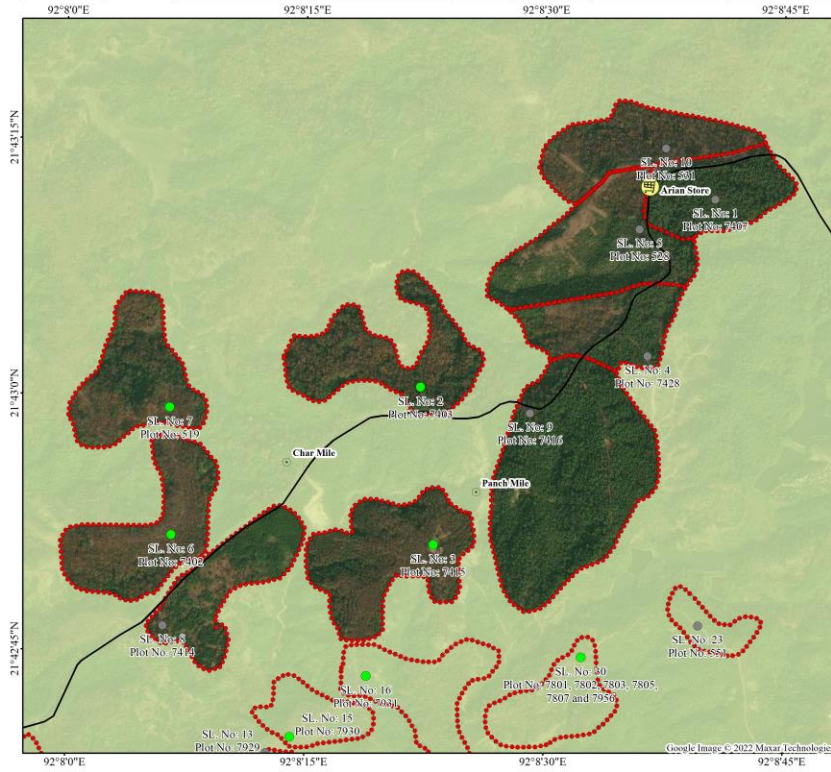 92°8'0"E
92°8'15"E
92°8'30"E
92°8'45"E
21°43'15"N
SL. No: 10
Plot No: 531
Arian Store
SL. No: 1
Plot No: 7407
SL. No: 5
Plot No: 528
SL. No: 4
Plot No: 7428
21°43'0"N
SL. No: 2
Plot No: 7403
SL. No: 7
Plot No: 519
SL. No: 9
Plot No: 7416
Char Mile
Panch Mile
SL. No: 6
Plot No: 7402
SL. No: 3
Plot No: 7415
21°42'45"N
SL. No: 8
Plot No: 7414
SL. No: 23
Plot No: 551
SL. No: 30
Plot No: 7801, 7802, 7803, 7805,
7807 and 7956
SL. No: 16
Plot No: 7931
SL. No: 15
Plot No: 7930
SL. No: 13
Plot No: 7929
Google Image © 2022 Maxar Technologies
92°8'0"E
92°8'15"E
92°8'30"E
92°8'45"E